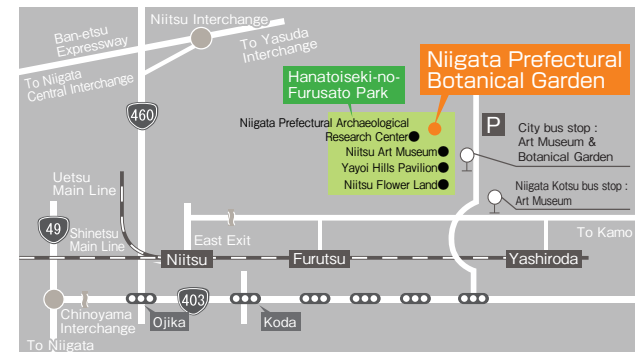 Niitsu Interchange
Ban-etsu
Expressway
To Yasuda
Interchange
To Niigata
Central Interchange
Niigata Prefectural
Botanical Garden
Hanatoiseki-no-
Furusato Park
460
Niigata Prefectural Archaeological
Research Center
P
City bus stop :
Art Museum &
Botanical Garden
Niitsu Art Museum
Yayoi Hills Pavilion
Niitsu Flower Land
Uetsu
Main Line
Niigata Kotsu bus stop :
Art Museum
49
Shinetsu
Main Line
East Exit
To Kamo
Niitsu
Furutsu
Yashiroda
403
Chinoyama
Interchange
Ojika
Koda
To Niigata